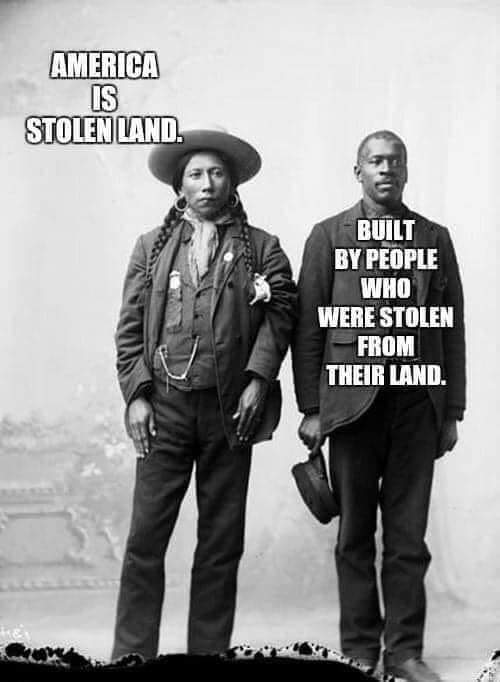 AMERICA
IS
STOLEN LAND.
BUILT
BY PEOPLE
WHO
WERE STOLEN
FROM
THEIR LAND.